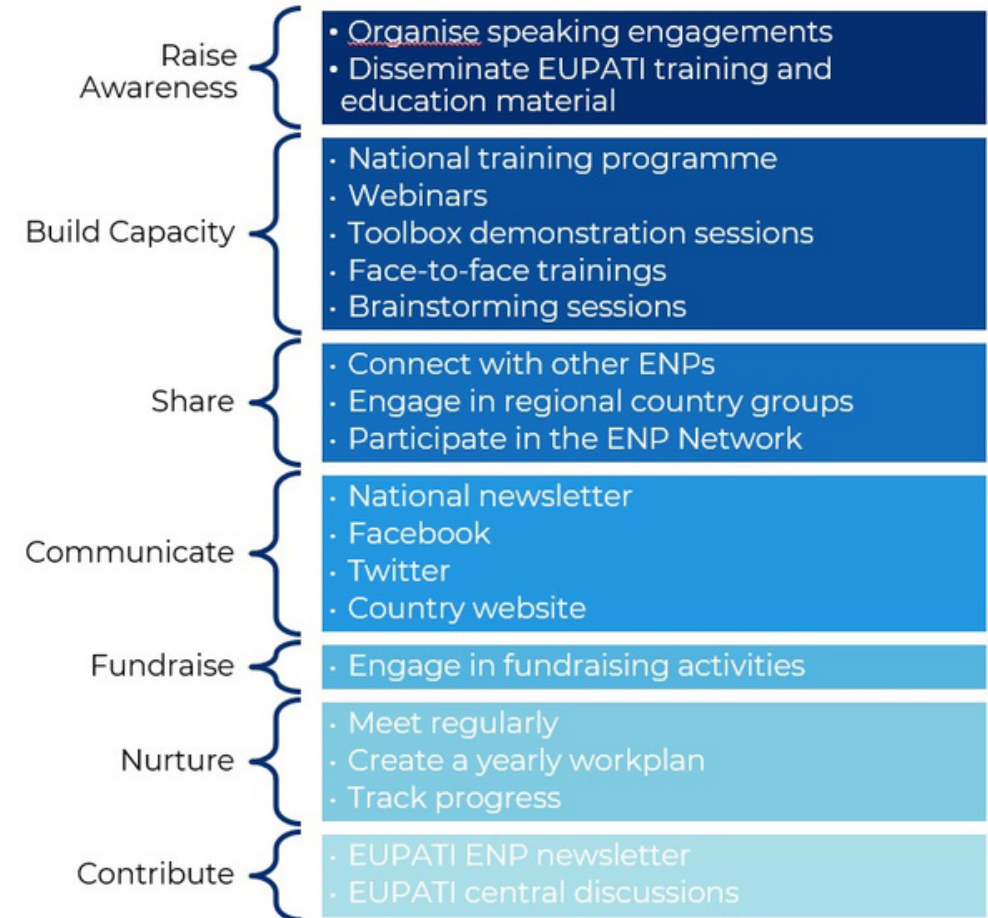 Raise
Awareness
• Organise speaking engagements
• Disseminate EUPATI training and
education material
Build Capacity
· National training programme
· Webinars
· Toolbox demonstration sessions
· Face-to-face trainings
· Brainstorming sessions
Share
· Connect with other ENPs
· Engage in regional country groups
· Participate in the ENP Network
Communicate
· National newsletter
· Facebook
· Twitter
· Country website
Fundraise
· Engage in fundraising activities
Nurture
· Meet regularly
· Create a yearly workplan
· Track progress
Contribute
· EUPATI ENP newsletter
· EUPATI central discussions